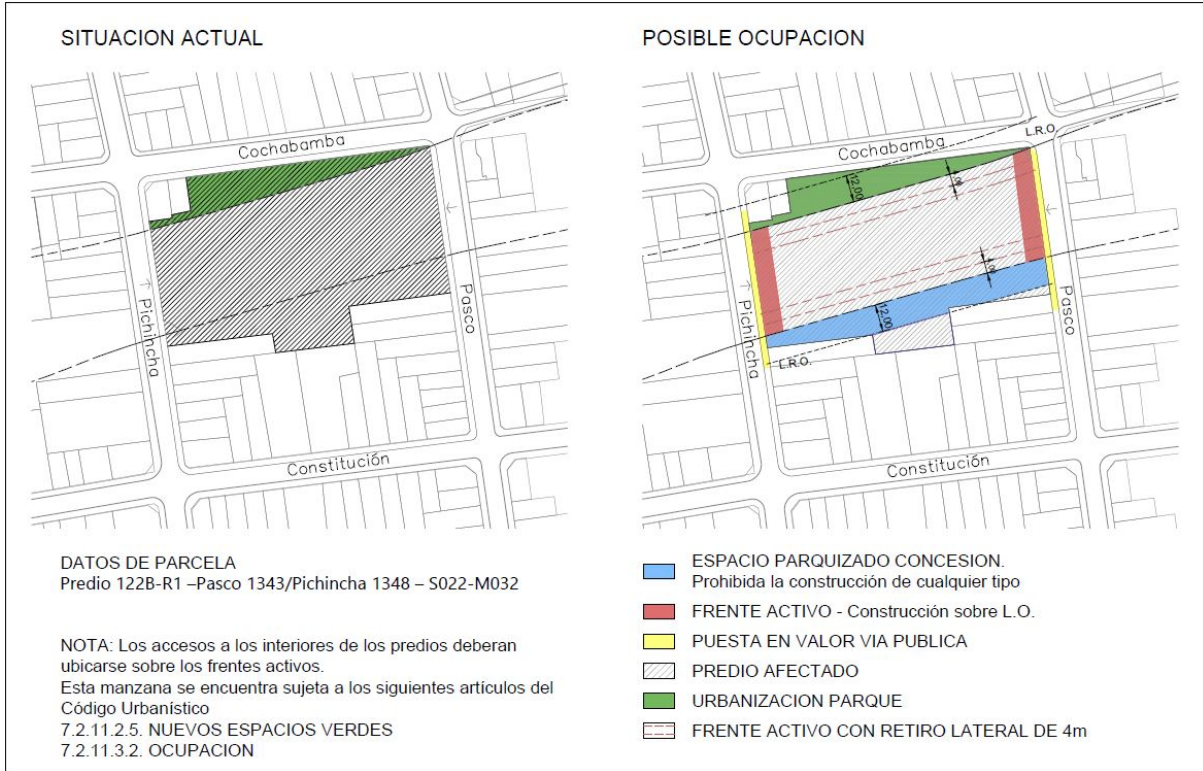 SITUACION ACTUAL
Cochabamba
Pichincha
Pasco
Constitución
DATOS DE PARCELA
Predio 122B-R1 –Pasco 1343/Pichincha 1348 – S022-M032
NOTA: Los accesos a los interiores de los predios deberan
ubicarse sobre los frentes activos.
Esta manzana se encuentra sujeta a los siguientes artículos del
Código Urbanístico
7.2.11.2.5. NUEVOS ESPACIOS VERDES
7.2.11.3.2. OCUPACION
POSIBLE OCUPACION
L.R.O.
Cochabamba
12,00
Pichincha
Pasco
12,00
L.R.O.
Constitución
ESPACIO PARQUIZADO CONCESION.
Prohibida la construcción de cualquier tipo
FRENTE ACTIVO - Construcción sobre L.O.
PUESTA EN VALOR VIA PUBLICA
PREDIO AFECTADO
URBANIZACION PARQUE
FRENTE ACTIVO CON RETIRO LATERAL DE 4m